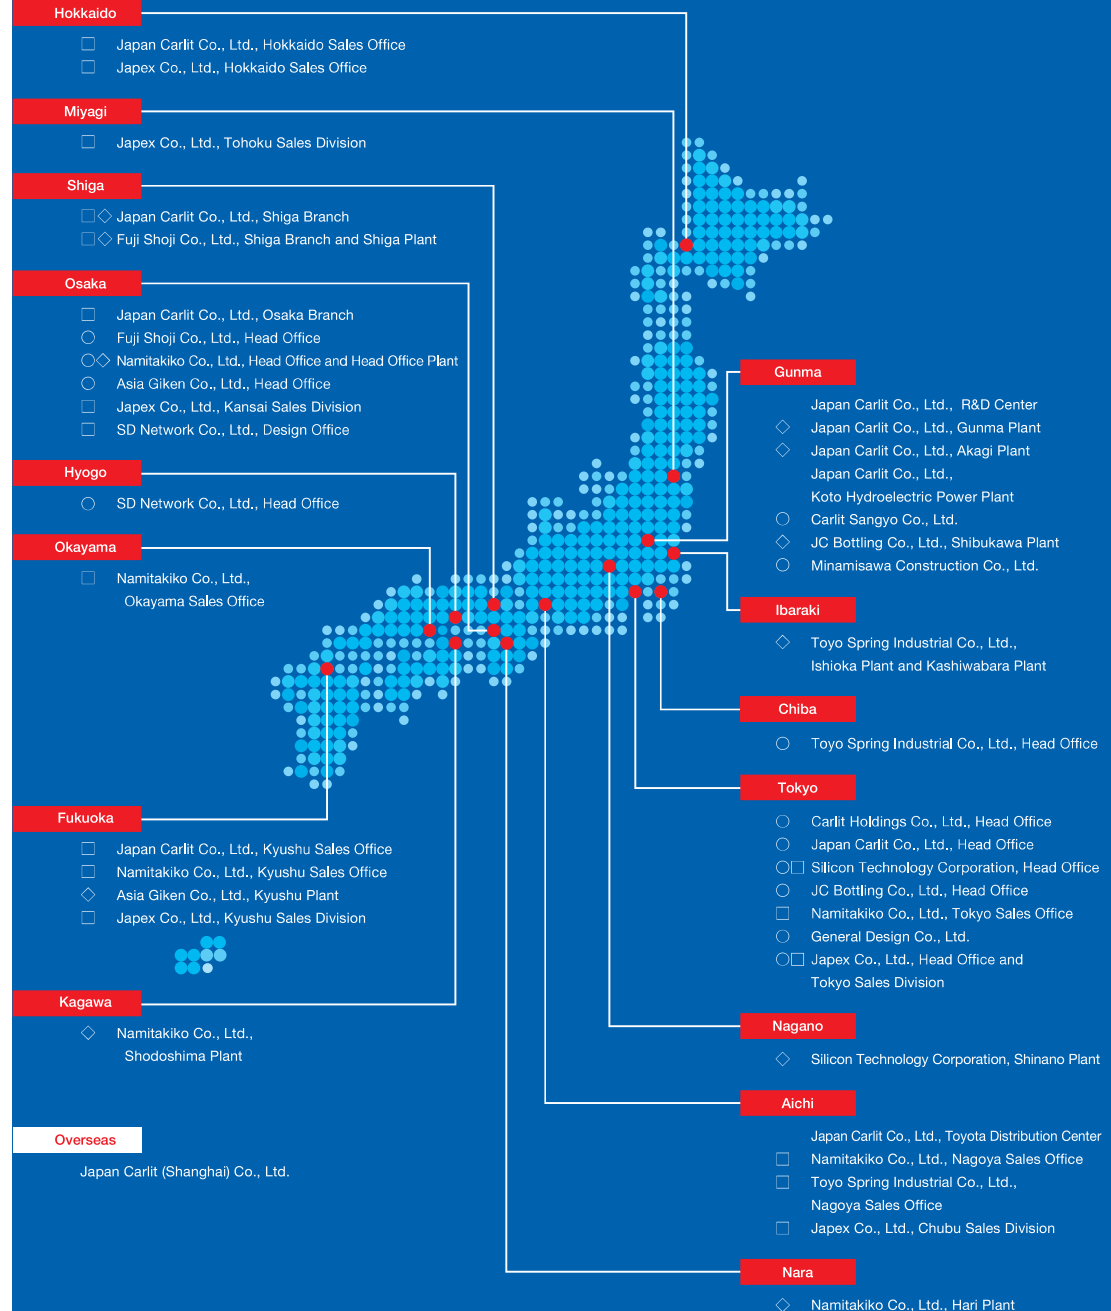 Hokkaido
□ Japan Carlit Co., Ltd., Hokkaido Sales Office
□ Japex Co., Ltd., Hokkaido Sales Office
Miyagi
□ Japex Co., Ltd., Tohoku Sales Division
Shiga
□◇ Japan Carlit Co., Ltd., Shiga Branch
□◇ Fuji Shoji Co., Ltd., Shiga Branch and Shiga Plant
Osaka
□ Japan Carlit Co., Ltd., Osaka Branch
○ Fuji Shoji Co., Ltd., Head Office
○◇ Namitakiko Co., Ltd., Head Office and Head Office Plant
○ Asia Giken Co., Ltd., Head Office
□ Japex Co., Ltd., Kansai Sales Division
□ SD Network Co., Ltd., Design Office
Hyogo
○ SD Network Co., Ltd., Head Office
Okayama
□ Namitakiko Co., Ltd.,
Okayama Sales Office
Fukuoka
□ Japan Carlit Co., Ltd., Kyushu Sales Office
□ Namitakiko Co., Ltd., Kyushu Sales Office
◇ Asia Giken Co., Ltd., Kyushu Plant
□ Japex Co., Ltd., Kyushu Sales Division
Kagawa
◇ Namitakiko Co., Ltd.,
Shodoshima Plant
Overseas
Japan Carlit (Shanghai) Co., Ltd.
Gunma
Japan Carlit Co., Ltd., R&D Center
◇ Japan Carlit Co., Ltd., Gunma Plant
◇ Japan Carlit Co., Ltd., Akagi Plant
Japan Carlit Co., Ltd.,
Koto Hydroelectric Power Plant
○ Carlit Sangyo Co., Ltd.
◇ JC Bottling Co., Ltd., Shibukawa Plant
○ Minamisawa Construction Co., Ltd.
Ibaraki
◇ Toyo Spring Industrial Co., Ltd.,
Ishioka Plant and Kashiwabara Plant
Chiba
○ Toyo Spring Industrial Co., Ltd., Head Office
Tokyo
○ Carlit Holdings Co., Ltd., Head Office
○ Japan Carlit Co., Ltd., Head Office
○□ Silicon Technology Corporation, Head Office
○ JC Bottling Co., Ltd., Head Office
□ Namitakiko Co., Ltd., Tokyo Sales Office
○ General Design Co., Ltd.
○□ Japex Co., Ltd., Head Office and
Tokyo Sales Division
Nagano
◇ Silicon Technology Corporation, Shinano Plant
Aichi
Japan Carlit Co., Ltd., Toyota Distribution Center
□ Namitakiko Co., Ltd., Nagoya Sales Office
□ Toyo Spring Industrial Co., Ltd.,
Nagoya Sales Office
□ Japex Co., Ltd., Chubu Sales Division
Nara
◇ Namitakiko Co., Ltd., Hari Plant